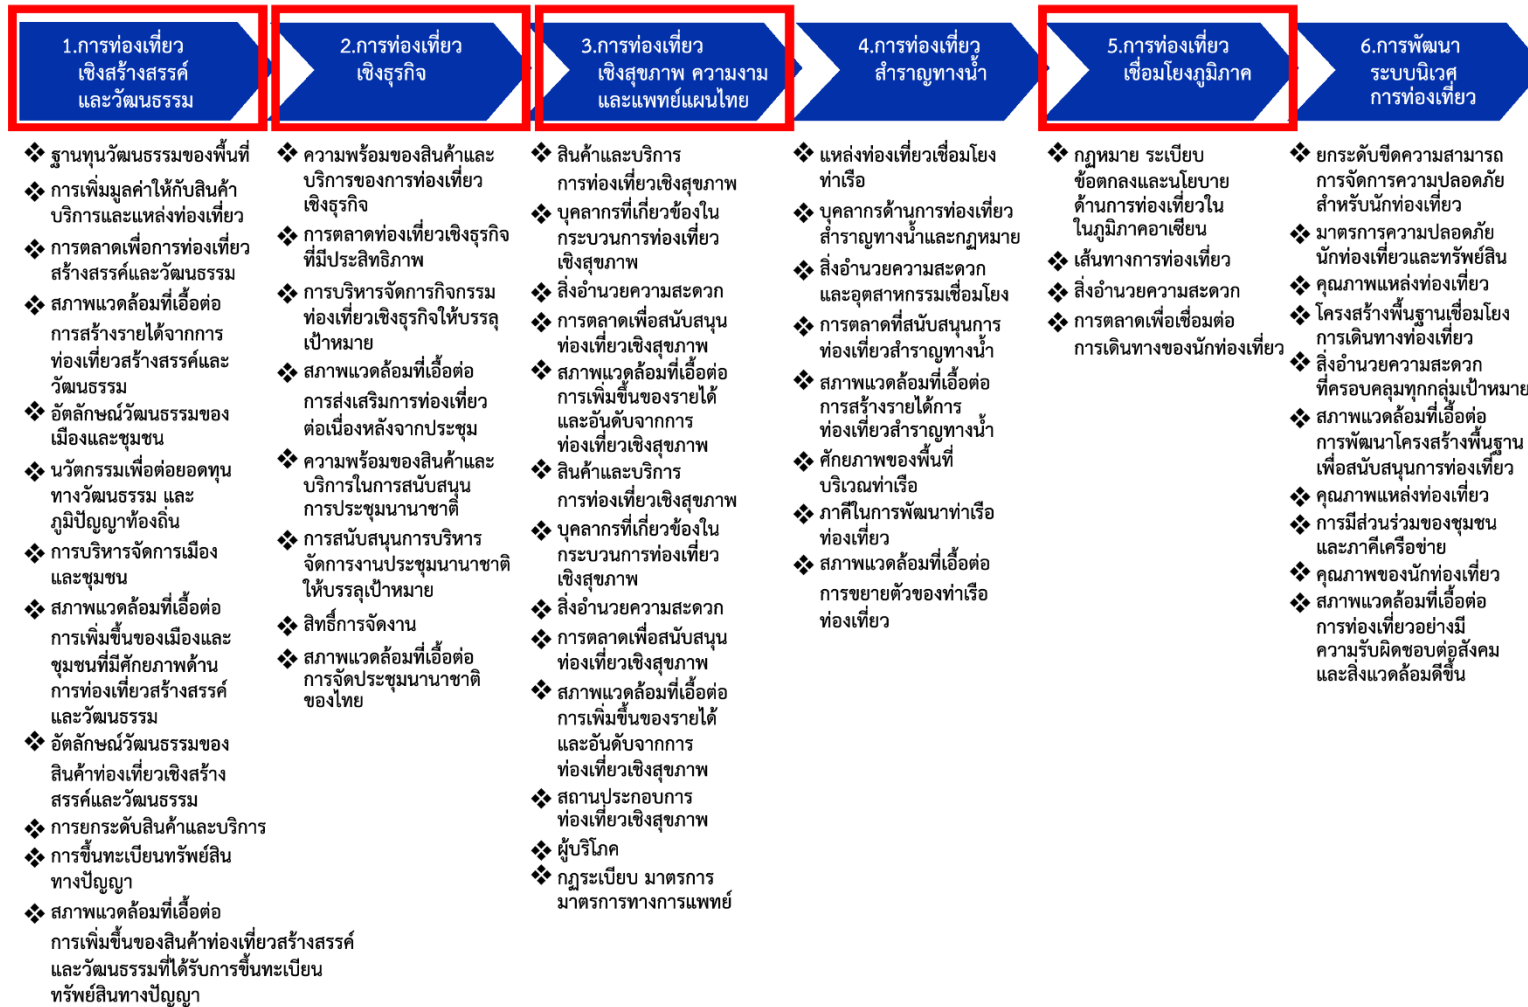 1.การท่องเที่ยว
เชิงสร้างสรรค์
และวัฒนธรรม
❖ ฐานทุนวัฒนธรรมของพื้นที่
❖ การเพิ่มมูลค่าให้กับสินค้า
บริการและแหล่งท่องเที่ยว
❖ การตลาดเพื่อการท่องเที่ยว
สร้างสรรค์และวัฒนธรรม
❖ สภาพแวดล้อมที่เอื้อต่อ
การสร้างรายได้จากการ
ท่องเที่ยวสร้างสรรค์และ
วัฒนธรรม
❖ อัตลักษณ์วัฒนธรรมของ
เมืองและชุมชน
❖ นวัตกรรมเพื่อต่อยอดทุน
ทางวัฒนธรรม และ
ภูมิปัญญาท้องถิ่น
❖ การบริหารจัดการเมือง
และชุมชน
❖ สภาพแวดล้อมที่เอื้อต่อ
การเพิ่มขึ้นของเมืองและ
ชุมชนที่มีศักยภาพด้าน
การท่องเที่ยวสร้างสรรค์
และวัฒนธรรม
❖ อัตลักษณ์วัฒนธรรมของ
สินค้าท่องเที่ยวเชิงสร้าง
สรรค์และวัฒนธรรม
❖ การยกระดับสินค้าและบริการ
❖ การขึ้นทะเบียนทรัพย์สิน
ทางปัญญา
❖ สภาพแวดล้อมที่เอื้อต่อ
การเพิ่มขึ้นของสินค้าท่องเที่ยวสร้างสรรค์
และวัฒนธรรมที่ได้รับการขึ้นทะเบียน
ทรัพย์สินทางปัญญา
2.การท่องเที่ยว
เชิงธุรกิจ
❖ ความพร้อมของสินค้าและ
บริการของการท่องเที่ยว
เชิงธุรกิจ
❖ การตลาดท่องเที่ยวเชิงธุรกิจ
ที่มีประสิทธิภาพ
❖ การบริหารจัดการกิจกรรม
ท่องเที่ยวเชิงธุรกิจให้บรรลุ
เป้าหมาย
❖ สภาพแวดล้อมที่เอื้อต่อ
การส่งเสริมการท่องเที่ยว
ต่อเนื่องหลังจากประชุม
❖ ความพร้อมของสินค้าและ
บริการในการสนับสนุน
การประชุมนานาชาติ
❖ การสนับสนุนการบริหาร
จัดการงานประชุมนานาชาติ
ให้บรรลุเป้าหมาย
❖ สิทธิ์การจัดงาน
❖ สภาพแวดล้อมที่เอื้อต่อ
การจัดประชุมนานาชาติ
ของไทย
3.การท่องเที่ยว
เชิงสุขภาพ ความงาม
และแพทย์แผนไทย
❖ สินค้าและบริการ
การท่องเที่ยวเชิงสุขภาพ
❖ บุคลากรที่เกี่ยวข้องใน
กระบวนการท่องเที่ยว
เชิงสุขภาพ
❖ สิ่งอำนวยความสะดวก
❖ การตลาดเพื่อสนับสนุน
ท่องเที่ยวเชิงสุขภาพ
❖ สภาพแวดล้อมที่เอื้อต่อ
การเพิ่มขึ้นของรายได้
และอันดับจากการ
ท่องเที่ยวเชิงสุขภาพ
❖ สินค้าและบริการ
การท่องเที่ยวเชิงสุขภาพ
❖ บุคลากรที่เกี่ยวข้องใน
กระบวนการท่องเที่ยว
เชิงสุขภาพ
❖ สิ่งอำนวยความสะดวก
❖ การตลาดเพื่อสนับสนุน
ท่องเที่ยวเชิงสุขภาพ
❖ สภาพแวดล้อมที่เอื้อต่อ
การเพิ่มขึ้นของรายได้
และอันดับจากการ
ท่องเที่ยวเชิงสุขภาพ
❖ สถานประกอบการ
ท่องเที่ยวเชิงสุขภาพ
❖ ผู้บริโภค
❖ กฎระเบียบ มาตรการ
มาตรการทางการแพทย์
4.การท่องเที่ยว
สำราญทางน้ำ
❖ แหล่งท่องเที่ยวเชื่อมโยง
ท่าเรือ
❖ บุคลากรด้านการท่องเที่ยว
สำราญทางน้ำและกฎหมาย
❖ สิ่งอำนวยความสะดวก
และอุตสาหกรรมเชื่อมโยง
❖ การตลาดที่สนับสนุนการ
ท่องเที่ยวสำราญทางน้ำ
❖ สภาพแวดล้อมที่เอื้อต่อ
การสร้างรายได้การ
ท่องเที่ยวสำราญทางน้ำ
❖ ศักยภาพของพื้นที่
บริเวณท่าเรือ
❖ ภาคีในการพัฒนาท่าเรือ
ท่องเที่ยว
❖ สภาพแวดล้อมที่เอื้อต่อ
การขยายตัวของท่าเรือ
ท่องเที่ยว
5.การท่องเที่ยว
เชื่อมโยงภูมิภาค
❖ กฎหมาย ระเบียบ
ข้อตกลงและนโยบาย
ด้านการท่องเที่ยวใน
ในภูมิภาคอาเซียน
❖ เส้นทางการท่องเที่ยว
❖ สิ่งอำนวยความสะดวก
❖ การตลาดเพื่อเชื่อมต่อ
การเดินทางของนักท่องเที่ยว
6.การพัฒนา
ระบบนิเวศ
การท่องเที่ยว
❖ ยกระดับขีดความสามารถ
การจัดการความปลอดภัย
สำหรับนักท่องเที่ยว
❖ มาตรการความปลอดภัย
นักท่องเที่ยวและทรัพย์สิน
❖ คุณภาพแหล่งท่องเที่ยว
❖ โครงสร้างพื้นฐานเชื่อมโยง
การเดินทางท่องเที่ยว
❖ สิ่งอำนวยความสะดวก
ที่ครอบคลุมทุกกลุ่มเป้าหมาย
❖ สภาพแวดล้อมที่เอื้อต่อ
การพัฒนาโครงสร้างพื้นฐาน
เพื่อสนับสนุนการท่องเที่ยว
❖ คุณภาพแหล่งท่องเที่ยว
❖ การมีส่วนร่วมของชุมชน
และภาคีเครือข่าย
❖ คุณภาพของนักท่องเที่ยว
❖ สภาพแวดล้อมที่เอื้อต่อ
การท่องเที่ยวอย่างมี
ความรับผิดชอบต่อสังคม
และสิ่งแวดล้อมดีขึ้น